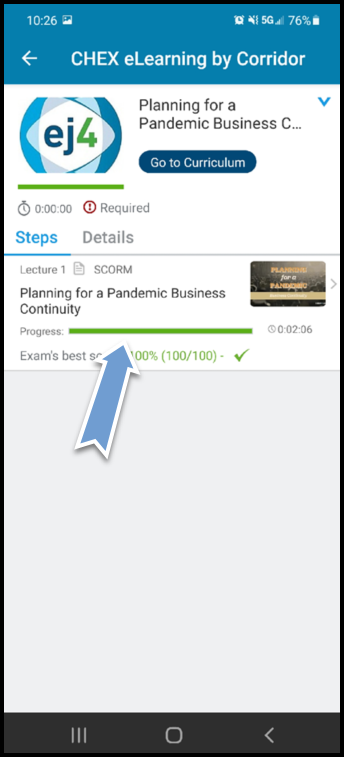 10:26 5G 76%
CHEX eLearning by Corridor
ej4
Planning for a
Pandemic Business C...
Go to Curriculum
0:00:00 Required
Steps Details
Lecture 1 SCORM
PLANNING
for a
PANDEMIC
Planning for a Pandemic Business
Continuity
Progress: 0:02:06
Exam's best sc 100% (100/100) -